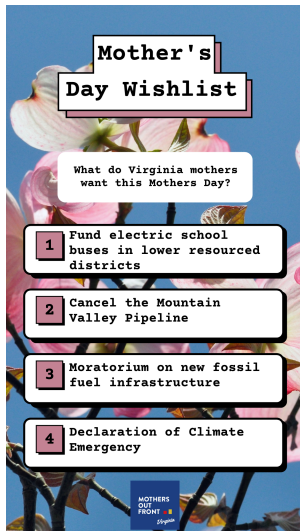 Mother's
Day Wishlist
What do Virginia mothers
want this Mothers Day?
1
Fund electric school
buses in lower resourced
districts
2
Cancel the Mountain
Valley Pipeline
3
Moratorium on new fossil
fuel infrastructure
4
Declaration of Climate
Emergency
MOTHERS
OUT
FRONT
Virginia